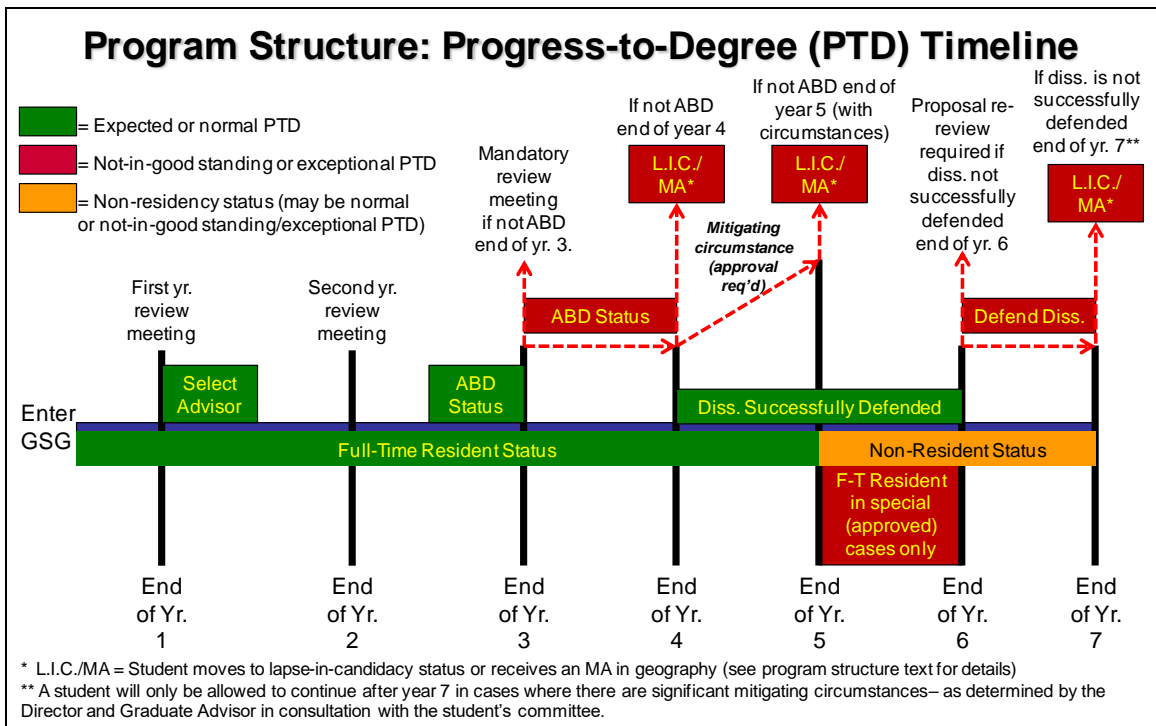 Program Structure: Progress-to-Degree (PTD) Timeline
= Expected or normal PTD
= Not-in-good standing or exceptional PTD
= Non-residency status (may be normal
or not-in-good standing/exceptional PTD)
Mandatory
review
meeting
if not ABD
end of yr. 3.
If not ABD
end of year 4
L.I.C./
MA*
If not ABD end of
year 5 (with
circumstances)
L.I.C./
MA*
Proposal re-
review
required if
diss. not
successfully
defended
end of yr. 6
If diss. is not
successfully
defended
end of yr. 7**
L.I.C./
MA*
Mitigating
circumstance
(approval
req'd)
First yr.
review
meeting
Second yr.
review
meeting
ABD Status
Defend Diss.
Select
Advisor
ABD
Status
Diss. Successfully Defended
Enter
GSG
Full-Time Resident Status
Non-Resident Status
F-T Resident
in special
(approved)
cases only
End
of Yr.
1
End
of Yr.
2
End
of Yr.
3
End
of Yr.
4
End
of Yr.
5
End
of Yr.
6
End
of Yr.
7
* L.I.C./MA = Student moves to lapse-in-candidacy status or receives an MA in geography (see program structure text for details)
** A student will only be allowed to continue after year 7 in cases where there are significant mitigating circumstances– as determined by the
Director and Graduate Advisor in consultation with the student's committee.